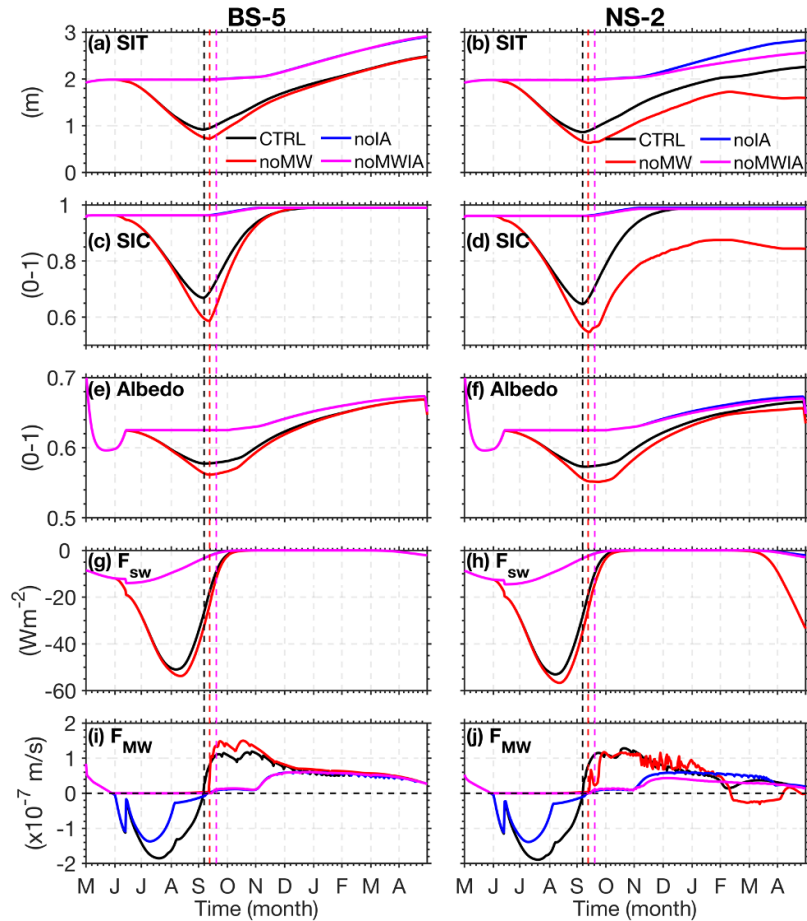 BS-5 NS-2
(a) SIT (b) SIT
3
2
1
0
(m)
CTRL noIA CTRL noIA
noMW noMWIA noMW noMWIA
(c) SIC (d) SIC
1
0.8
0.6
(0-1)
(e) Albedo (f) Albedo
0.7
0.6
0.5
(0-1)
(g) Fsw (h) Fsw
0
-20
-40
-60
(Wm-2)
(i) FMW (j) FMW
2
1
0
-1
-2
(x10-7 m/s)
M J J A S O N D J F M A M J J A S O N D J F M A
Time (month) Time (month)